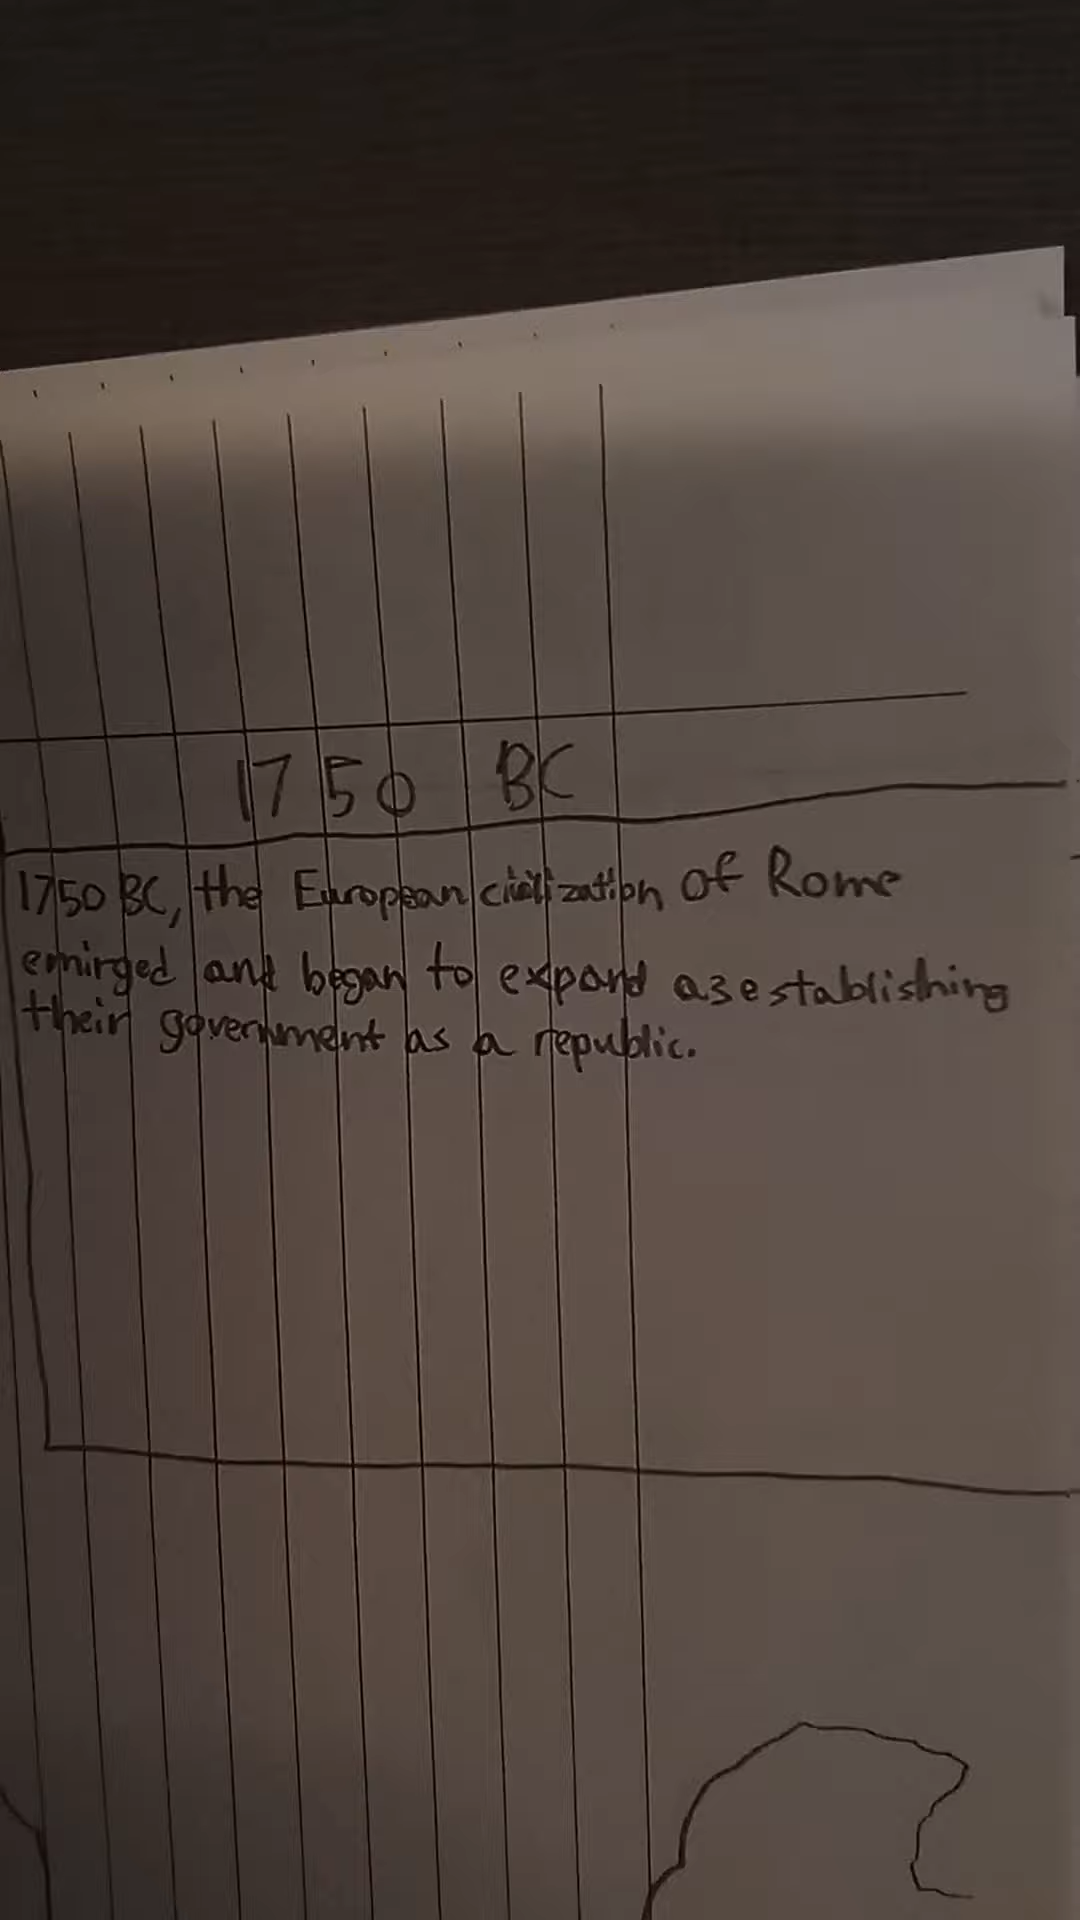 1750 BC
1750 BC, the European civilization of Rome
emirged and began to expand as establishing
their government as a republic.